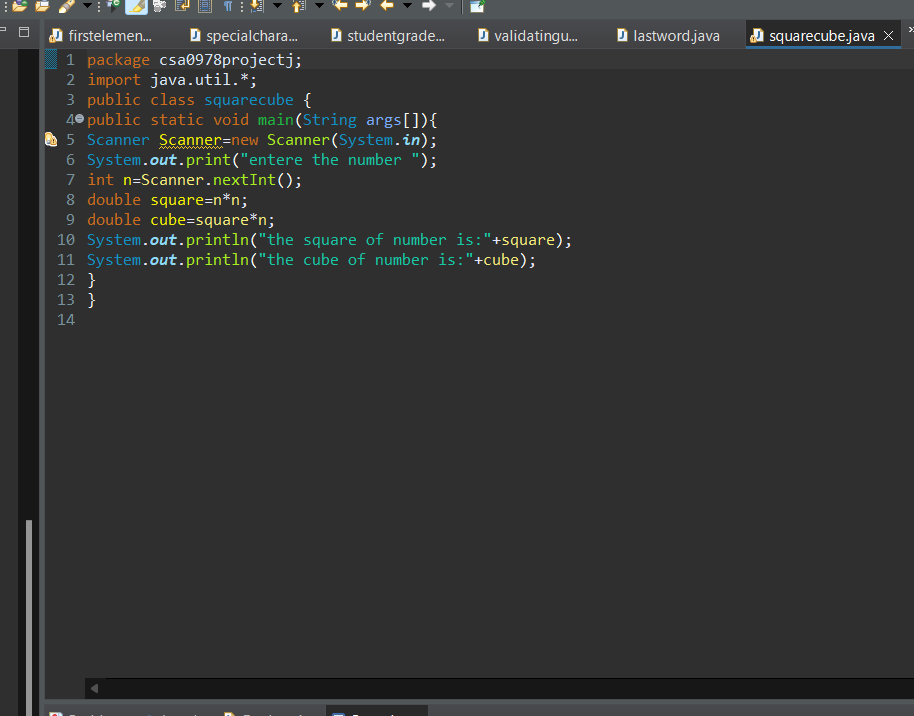 firstelemen...
specialchara...
studentgrade...
validatingu...
lastword.java
squarecube.java
1 package csa0978projectj;
2 import java.util.*;
3 public class squarecube {
4 public static void main(String args[]){
5 Scanner Scanner=new Scanner(System.in);
6 System.out.print("entere the number ");
7 int n=Scanner.nextInt();
8 double square=n*n;
9 double cube=square*n;
10 System.out.println("the square of number is:"+square);
11 System.out.println("the cube of number is:"+cube);
12 }
13 }
14